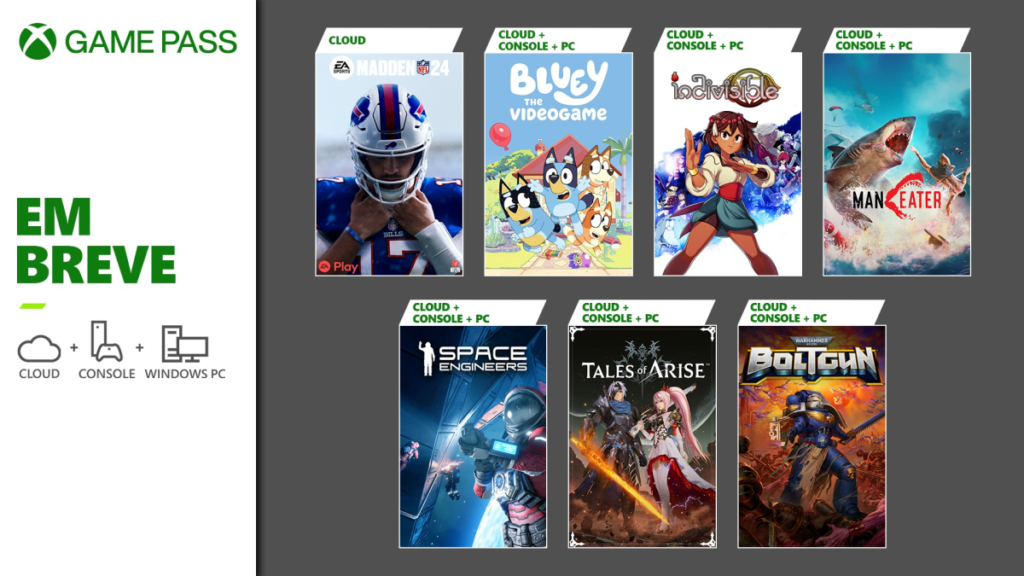 GAME PASS
EM
BREVE
CLOUD + CONSOLE + WINDOWS PC
CLOUD
EA
SPORTS
MADDEN NFL 24
BILLS
17
EA Play
CLOUD +
CONSOLE + PC
BLUEY
THE
VIDEOGAME
CLOUD +
CONSOLE + PC
indivisible
CLOUD +
CONSOLE + PC
MANEATER
CLOUD +
CONSOLE + PC
SPACE
ENGINEERS
CLOUD +
CONSOLE + PC
TALES of ARISE
CLOUD +
CONSOLE + PC
WARHAMMER
BOLTGUN